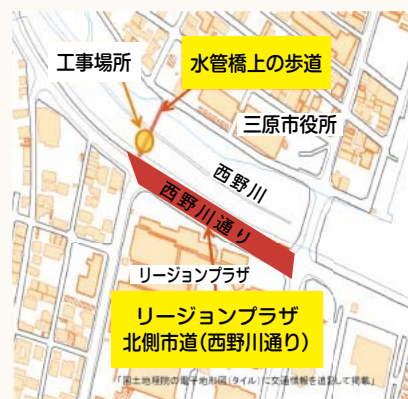 工事場所
水管橋上の歩道
三原市役所
西野川
西野川通り
リージョンプラザ
リージョンプラザ
北側市道(西野川通り)
「国土地理院の電子地形図(タイル)に交通情報を追記して掲載」